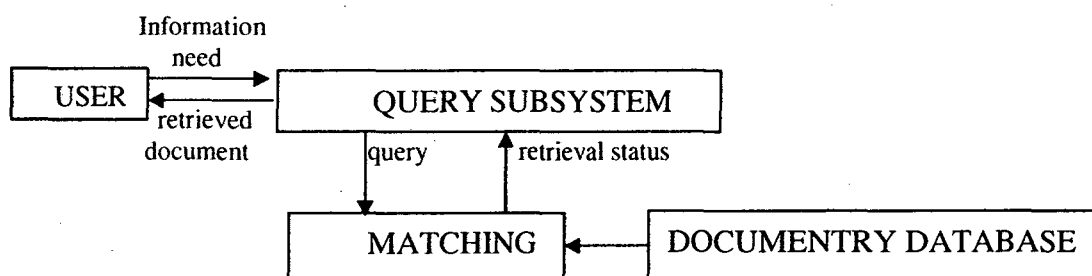 Information
need
USER
QUERY SUBSYSTEM
retrieved
document
query
retrieval status
MATCHING
DOCUMENTRY DATABASE